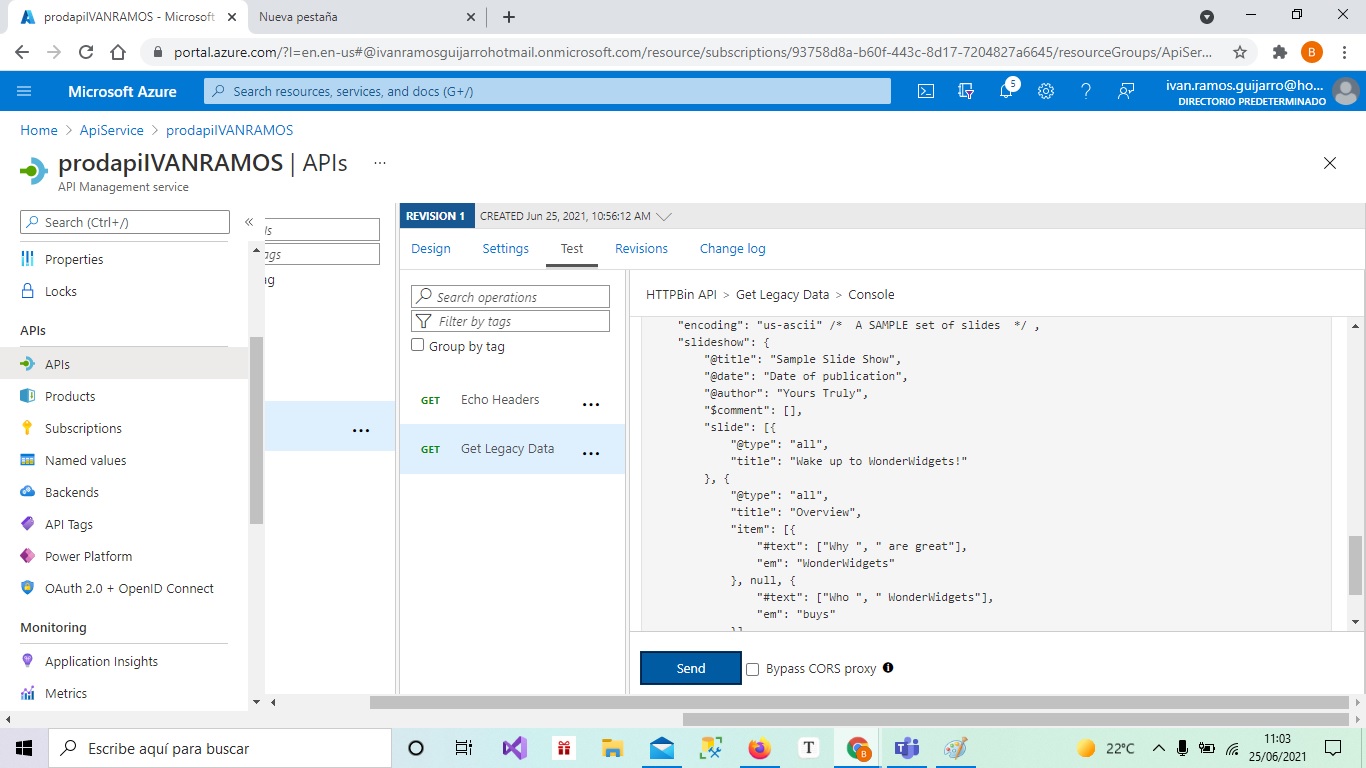 prodapiIVANRAMOS - Microsoft
Nueva pestaña
portal.azure.com/?l=en.en-us#@ivanramosguijarrohotmail.onmicrosoft.com/resource/subscriptions/93758d8a-b60f-443c-8d17-7204827a6645/resourceGroups/ApiSer...
B
Microsoft Azure
Search resources, services, and docs (G+/)
5
ivan.ramos.guijarro@ho...
DIRECTORIO PREDETERMINADO
Home > ApiService > prodapiIVANRAMOS
prodapiIVANRAMOS | APIs ...
API Management service
Search (Ctrl+/)
«
Properties
Locks
APIs
APIs
Products
Subscriptions
Named values
Backends
API Tags
Power Platform
OAuth 2.0 + OpenID Connect
Monitoring
Application Insights
Metrics
ls
ags
ag
...
REVISION 1
CREATED Jun 25, 2021, 10:56:12 AM
Design
Settings
Test
Revisions
Change log
Search operations
Filter by tags
Group by tag
GET Echo Headers ...
GET Get Legacy Data ...
HTTPBin API > Get Legacy Data > Console
"encoding": "us-ascii" /*  A SAMPLE set of slides  */ ,
"slideshow": {
"@title": "Sample Slide Show",
"@date": "Date of publication",
"@author": "Yours Truly",
"$comment": [],
"slide": [{
"@type": "all",
"title": "Wake up to WonderWidgets!"
}, {
"@type": "all",
"title": "Overview",
"item": [{
"#text": ["Why ", " are great"],
"em": "WonderWidgets"
}, null, {
"#text": ["Who ", " WonderWidgets"],
"em": "buys"
}]
Send
Bypass CORS proxy
Escribe aquí para buscar
T
B
22°C
11:03
25/06/2021